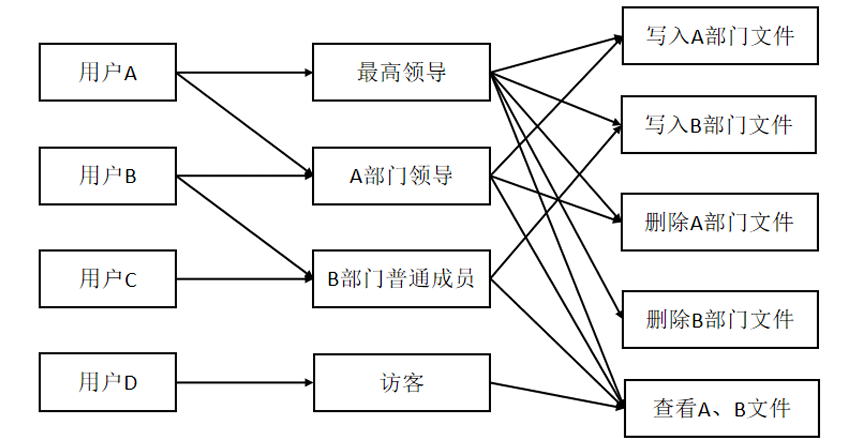 用户A
最高领导
写入A部门文件
用户B
A部门领导
写入B部门文件
用户C
B部门普通成员
删除A部门文件
用户D
访客
删除B部门文件
查看A、B文件